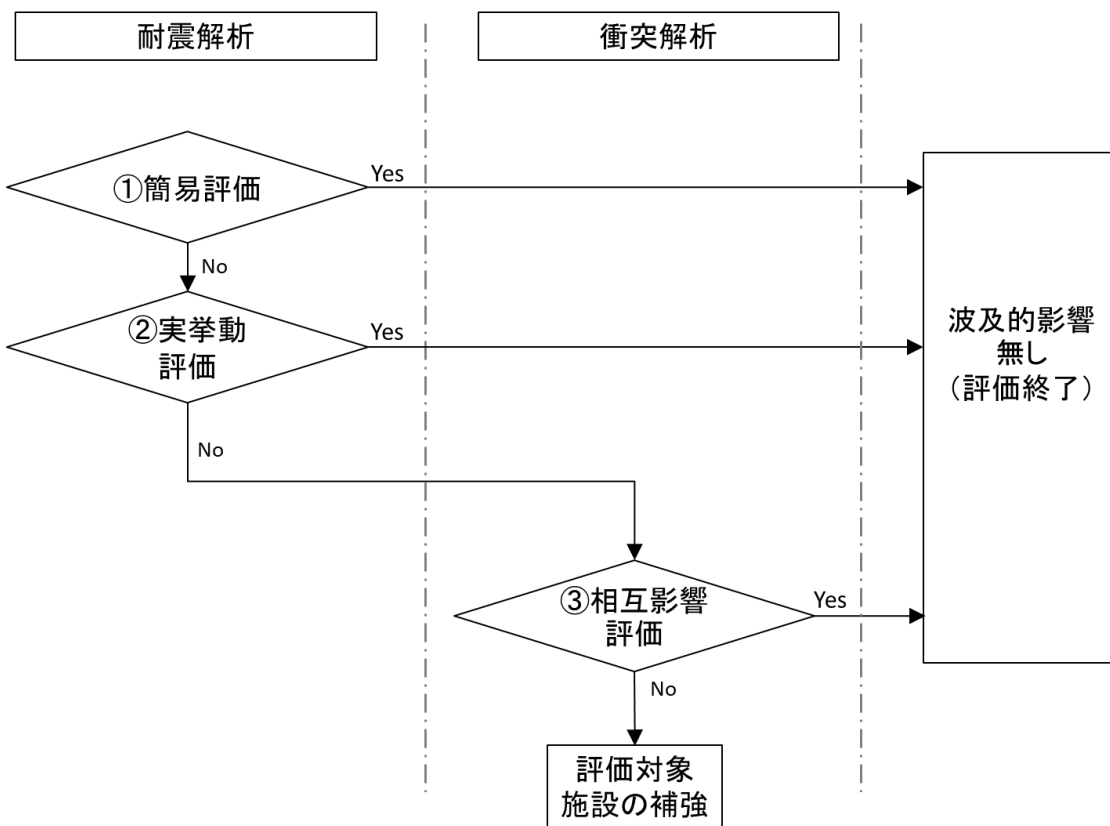 耐震解析
衝突解析
①簡易評価
Yes
No
②実挙動
評価
Yes
No
波及的影響
無し
（評価終了）
③相互影響
評価
Yes
No
評価対象
施設の補強